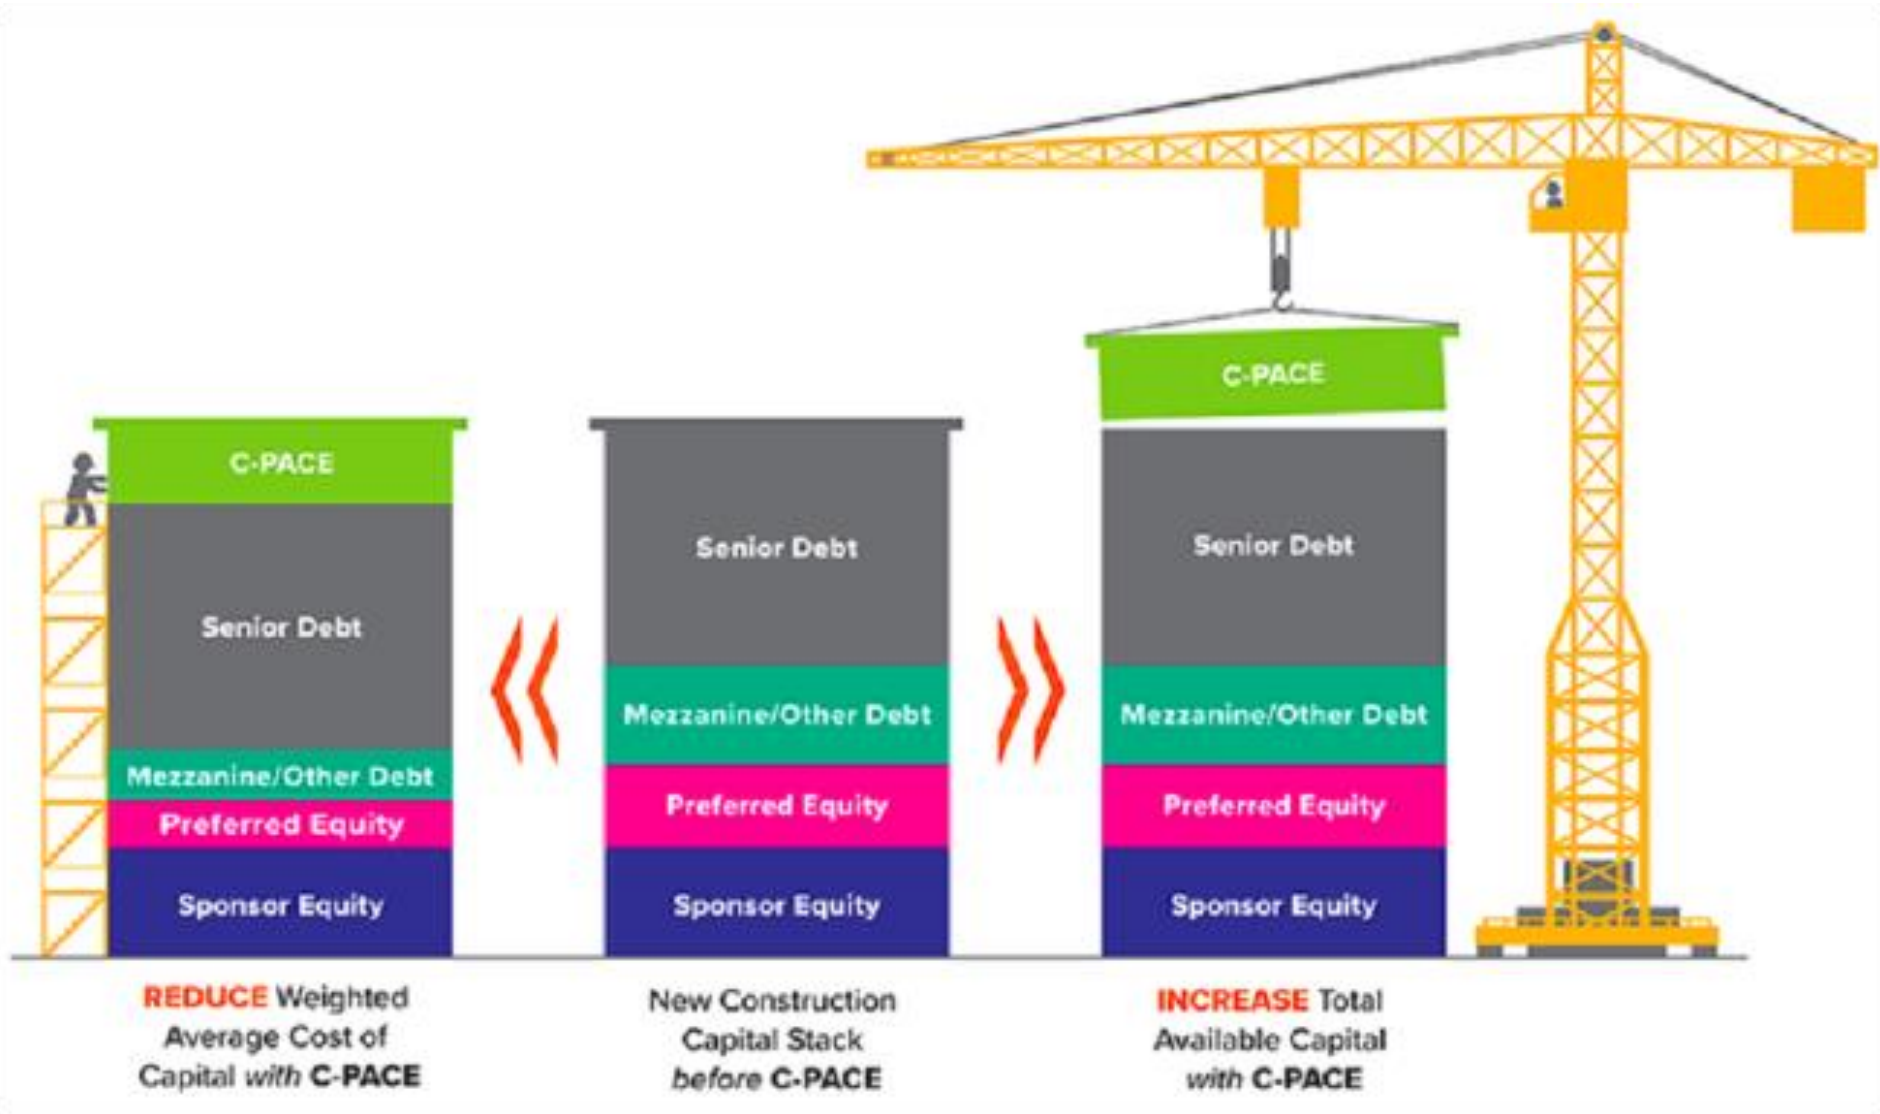 C-PACE
Senior Debt
Mezzanine/Other Debt
Preferred Equity
Sponsor Equity
REDUCE Weighted
Average Cost of
Capital with C-PACE
Senior Debt
Mezzanine/Other Debt
Preferred Equity
Sponsor Equity
New Construction
Capital Stack
before C-PACE
C-PACE
Senior Debt
Mezzanine/Other Debt
Preferred Equity
Sponsor Equity
INCREASE Total
Available Capital
with C-PACE